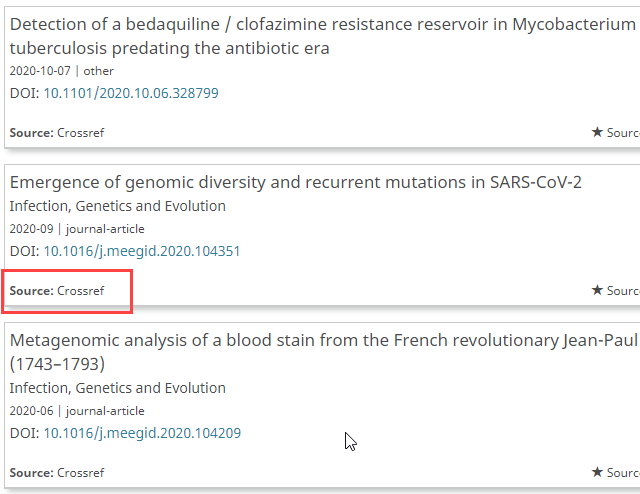 Detection of a bedaquiline / clofazimine resistance reservoir in Mycobacterium
tuberculosis predating the antibiotic era
2020-10-07 | other
DOI: 10.1101/2020.10.06.328799
Source: Crossref
★ Sourc
Emergence of genomic diversity and recurrent mutations in SARS-CoV-2
Infection, Genetics and Evolution
2020-09 | journal-article
DOI: 10.1016/j.meegid.2020.104351
Source: Crossref
★ Sourc
Metagenomic analysis of a blood stain from the French revolutionary Jean-Paul
(1743–1793)
Infection, Genetics and Evolution
2020-06 | journal-article
DOI: 10.1016/j.meegid.2020.104209
Source: Crossref
★ Sourc